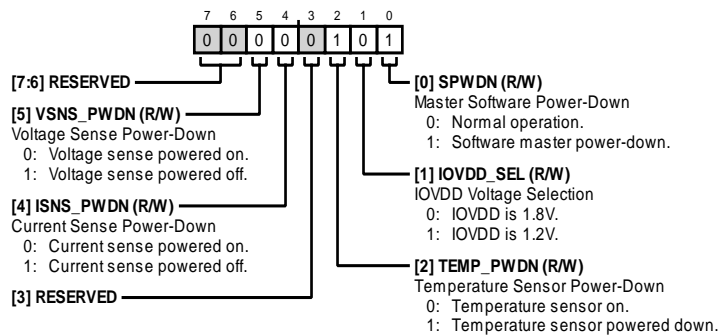 7 6 5 4 3 2 1 0
0 0 0 0 0 1 0 1
[7:6] RESERVED
[5] VSNS_PWDN (R/W)
Voltage Sense Power-Down
0: Voltage sense powered on.
1: Voltage sense powered off.
[4] ISNS_PWDN (R/W)
Current Sense Power-Down
0: Current sense powered on.
1: Current sense powered off.
[3] RESERVED
[0] SPWDN (R/W)
Master Software Power-Down
0: Normal operation.
1: Software master power-down.
[1] IOVDD_SEL (R/W)
IOVDD Voltage Selection
0: IOVDD is 1.8V.
1: IOVDD is 1.2V.
[2] TEMP_PWDN (R/W)
Temperature Sensor Power-Down
0: Temperature sensor on.
1: Temperature sensor powered down.